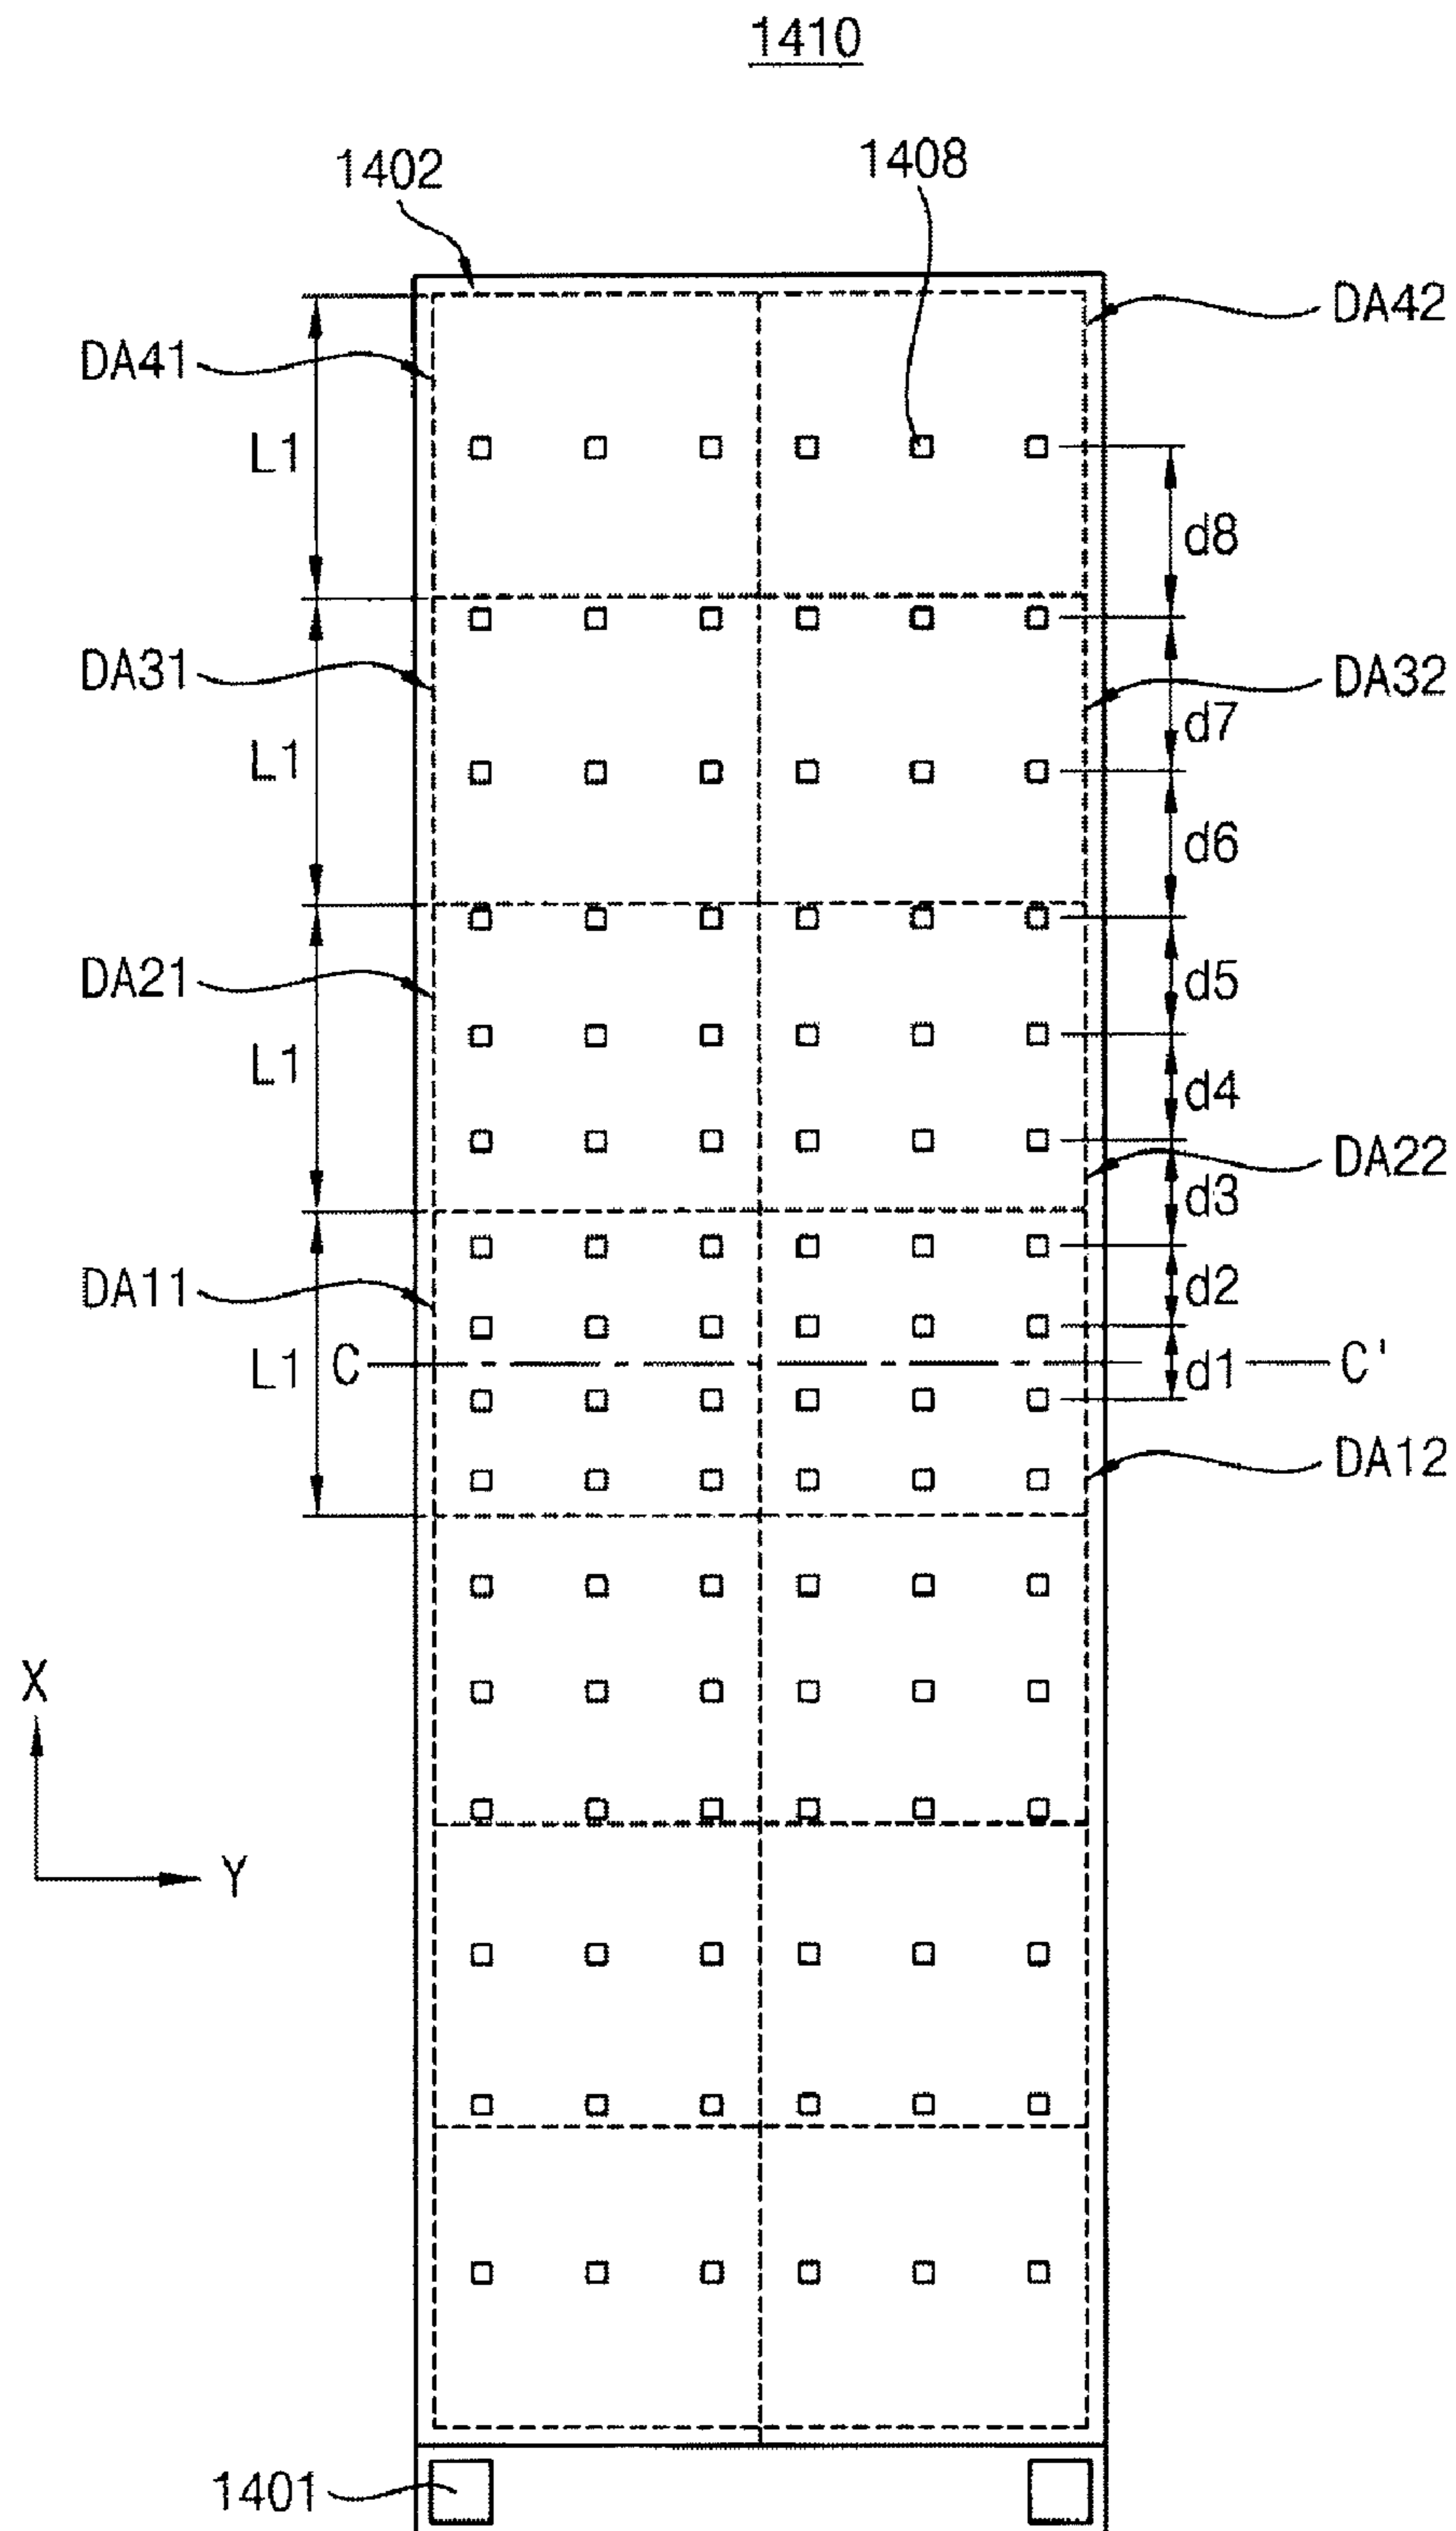 1410
1402
1408
DA42
DA41
L1
d8
DA31
DA32
d7
L1
d6
DA21
d5
L1
d4
DA22
d3
DA11
d2
L1
C
d1
C'
DA12
X
Y
1401